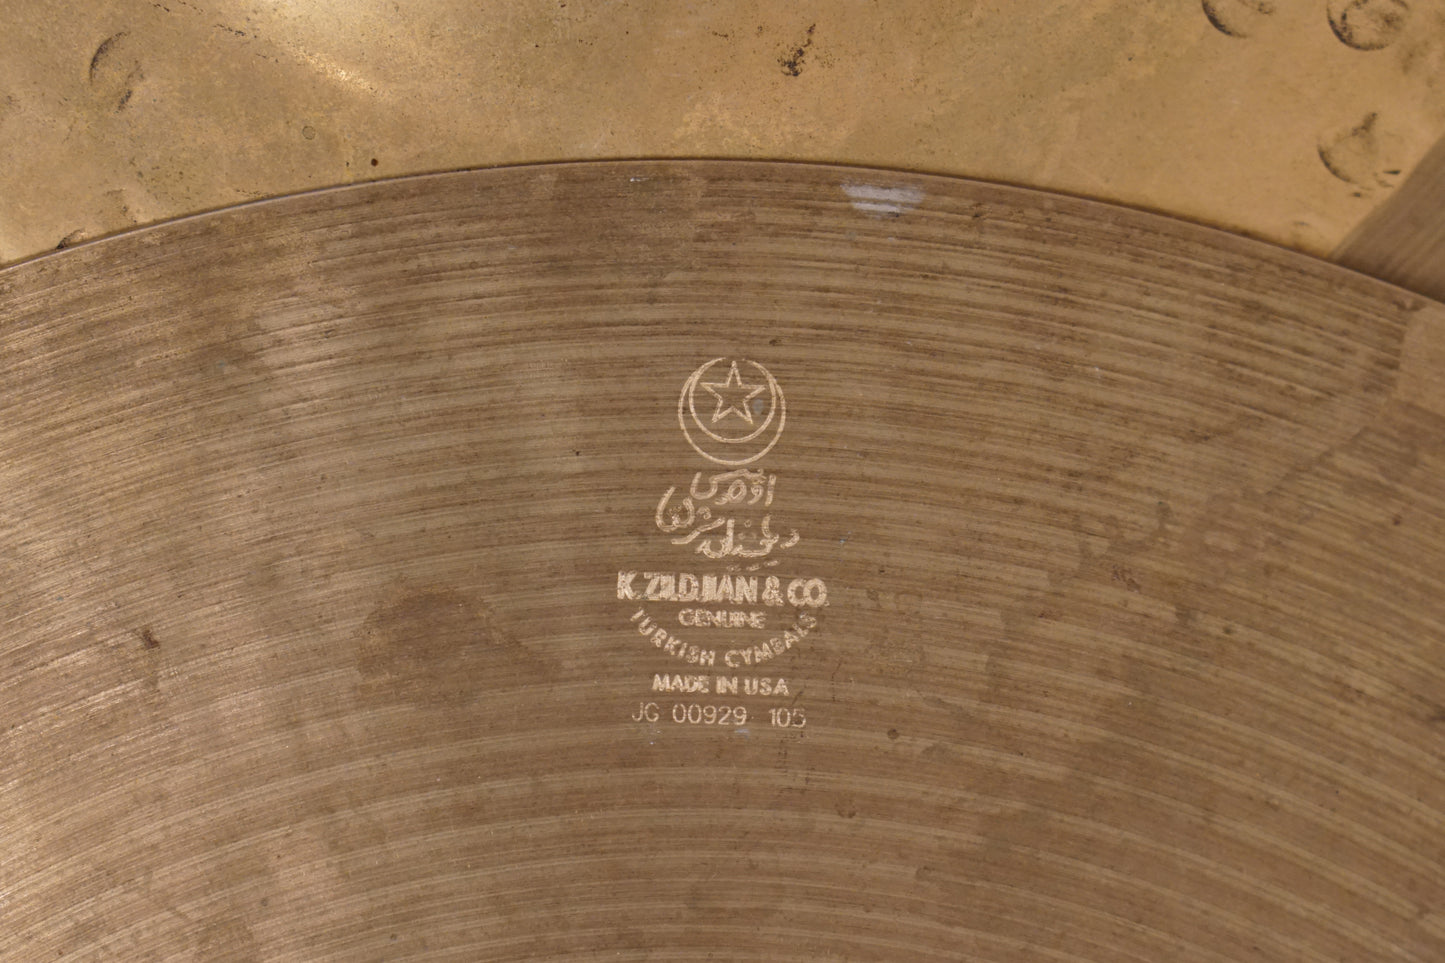 K. ZILDJIAN & CO.
GENUINE
TURKISH CYMBALS
MADE IN USA
JG 00929 105